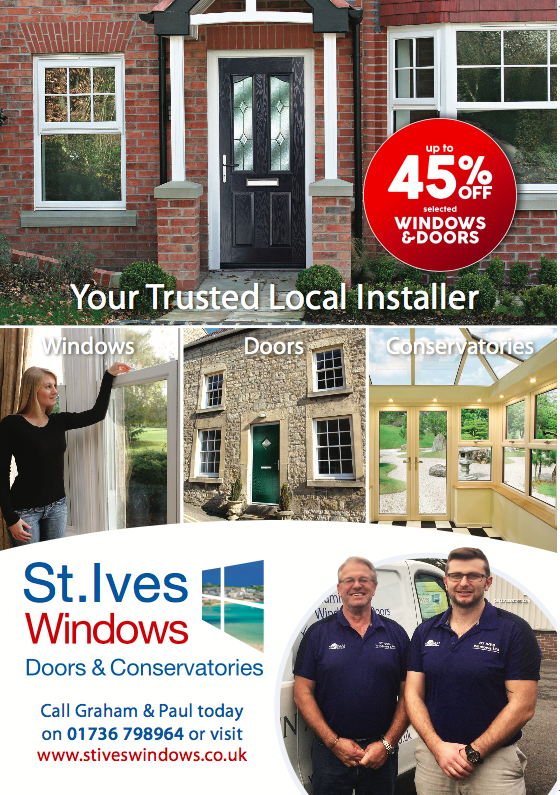 up to
45% OFF
selected
WINDOWS
& DOORS
Your Trusted Local Installer
Windows
Doors
Conservatories
St.Ives
Windows
Doors & Conservatories
Call Graham & Paul today
on 01736 798964 or visit
www.stiveswindows.co.uk